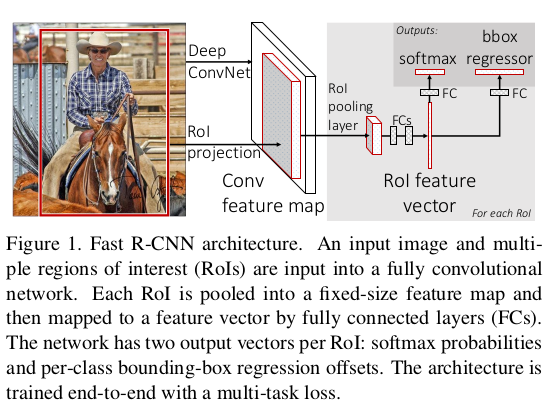 Outputs:
bbox
softmax
regressor
Deep
ConvNet
FC
FC
RoI
pooling
layer
FCs
RoI
projection
Conv
feature map
RoI feature
vector
For each RoI
Figure 1. Fast R-CNN architecture. An input image and multi-
ple regions of interest (RoIs) are input into a fully convolutional
network. Each RoI is pooled into a fixed-size feature map and
then mapped to a feature vector by fully connected layers (FCs).
The network has two output vectors per RoI: softmax probabilities
and per-class bounding-box regression offsets. The architecture is
trained end-to-end with a multi-task loss.